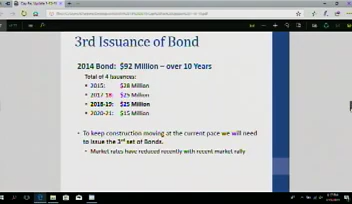 3rd Issuance of Bond
2014 Bond: $92 Million – over 10 Years
Total of 4 Issuances:
• 2015: $28 Million
• 2017-18: $25 Million
• 2018-19: $25 Million
• 2020-21: $15 Million
• To keep construction moving at the current pace we will need
to issue the 3rd set of Bonds.
• Market rates have reduced recently with recent market rally